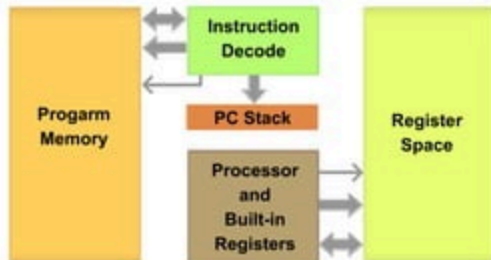 Instruction
Decode
Progarm
Memory
PC Stack
Register
Space
Processor
and
Built-in
Registers